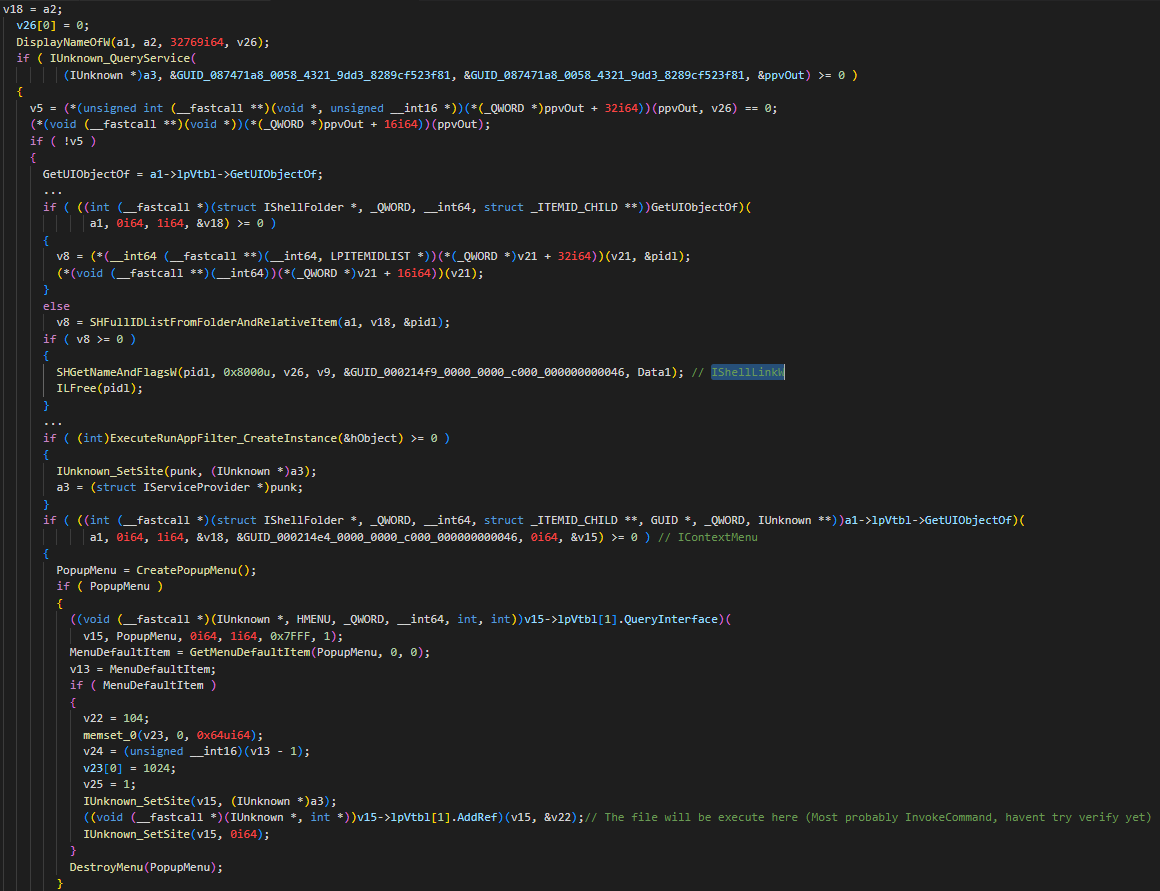 v18 = a2;
v26[0] = 0;
DisplayNameOfW(a1, a2, 32769i64, v26);
if ( IUnknown_QueryService(
(IUnknown *)a3, &GUID_087471a8_0058_4321_9dd3_8289cf523f81, &GUID_087471a8_0058_4321_9dd3_8289cf523f81, &ppvOut) >= 0 )
{
v5 = (*(unsigned int (__fastcall **)(void *, unsigned __int16 *))(*(_QWORD *)ppvOut + 32i64))(ppvOut, v26) == 0;
(*(void (__fastcall **)(void *))(*(_QWORD *)ppvOut + 16i64))(ppvOut);
if ( !v5 )
{
GetUIObjectOf = a1->lpVtbl->GetUIObjectOf;
...
if ( ((int (__fastcall *)(struct IShellFolder *, _QWORD, __int64, struct _ITEMID_CHILD **))GetUIObjectOf)(
a1, 0i64, 1i64, &v18) >= 0 )
{
v8 = (*(__int64 (__fastcall **)(__int64, LPITEMIDLIST *))(*(_QWORD *)v21 + 32i64))(v21, &pidl);
(*(void (__fastcall **)(__int64))(*(_QWORD *)v21 + 16i64))(v21);
}
else
v8 = SHFullIDListFromFolderAndRelativeItem(a1, v18, &pidl);
if ( v8 >= 0 )
{
SHGetNameAndFlagsW(pidl, 0x8000u, v26, v9, &GUID_000214f9_0000_0000_c000_000000000046, Data1); // IShellLinkW
ILFree(pidl);
}
...
if ( (int)ExecuteRunAppFilter_CreateInstance(&hObject) >= 0 )
{
IUnknown_SetSite(punk, (IUnknown *)a3);
a3 = (struct IServiceProvider *)punk;
}
if ( ((int (__fastcall *)(struct IShellFolder *, _QWORD, __int64, struct _ITEMID_CHILD **, GUID *, _QWORD, IUnknown **))a1->lpVtbl->GetUIObjectOf)(
a1, 0i64, 1i64, &v18, &GUID_000214e4_0000_0000_c000_000000000046, 0i64, &v15) >= 0 ) // IContextMenu
{
PopupMenu = CreatePopupMenu();
if ( PopupMenu )
{
((void (__fastcall *)(IUnknown *, HMENU, _QWORD, __int64, int, int))v15->lpVtbl[1].QueryInterface)(
v15, PopupMenu, 0i64, 1i64, 0x7FFF, 1);
MenuDefaultItem = GetMenuDefaultItem(PopupMenu, 0, 0);
v13 = MenuDefaultItem;
if ( MenuDefaultItem )
{
v22 = 104;
memset_0(v23, 0, 0x64ui64);
v24 = (unsigned __int16)(v13 - 1);
v23[0] = 1024;
v25 = 1;
IUnknown_SetSite(v15, (IUnknown *)a3);
((void (__fastcall *)(IUnknown *, int *))v15->lpVtbl[1].AddRef)(v15, &v22);// The file will be execute here (Most probably InvokeCommand, havent try verify yet)
IUnknown_SetSite(v15, 0i64);
}
DestroyMenu(PopupMenu);
}